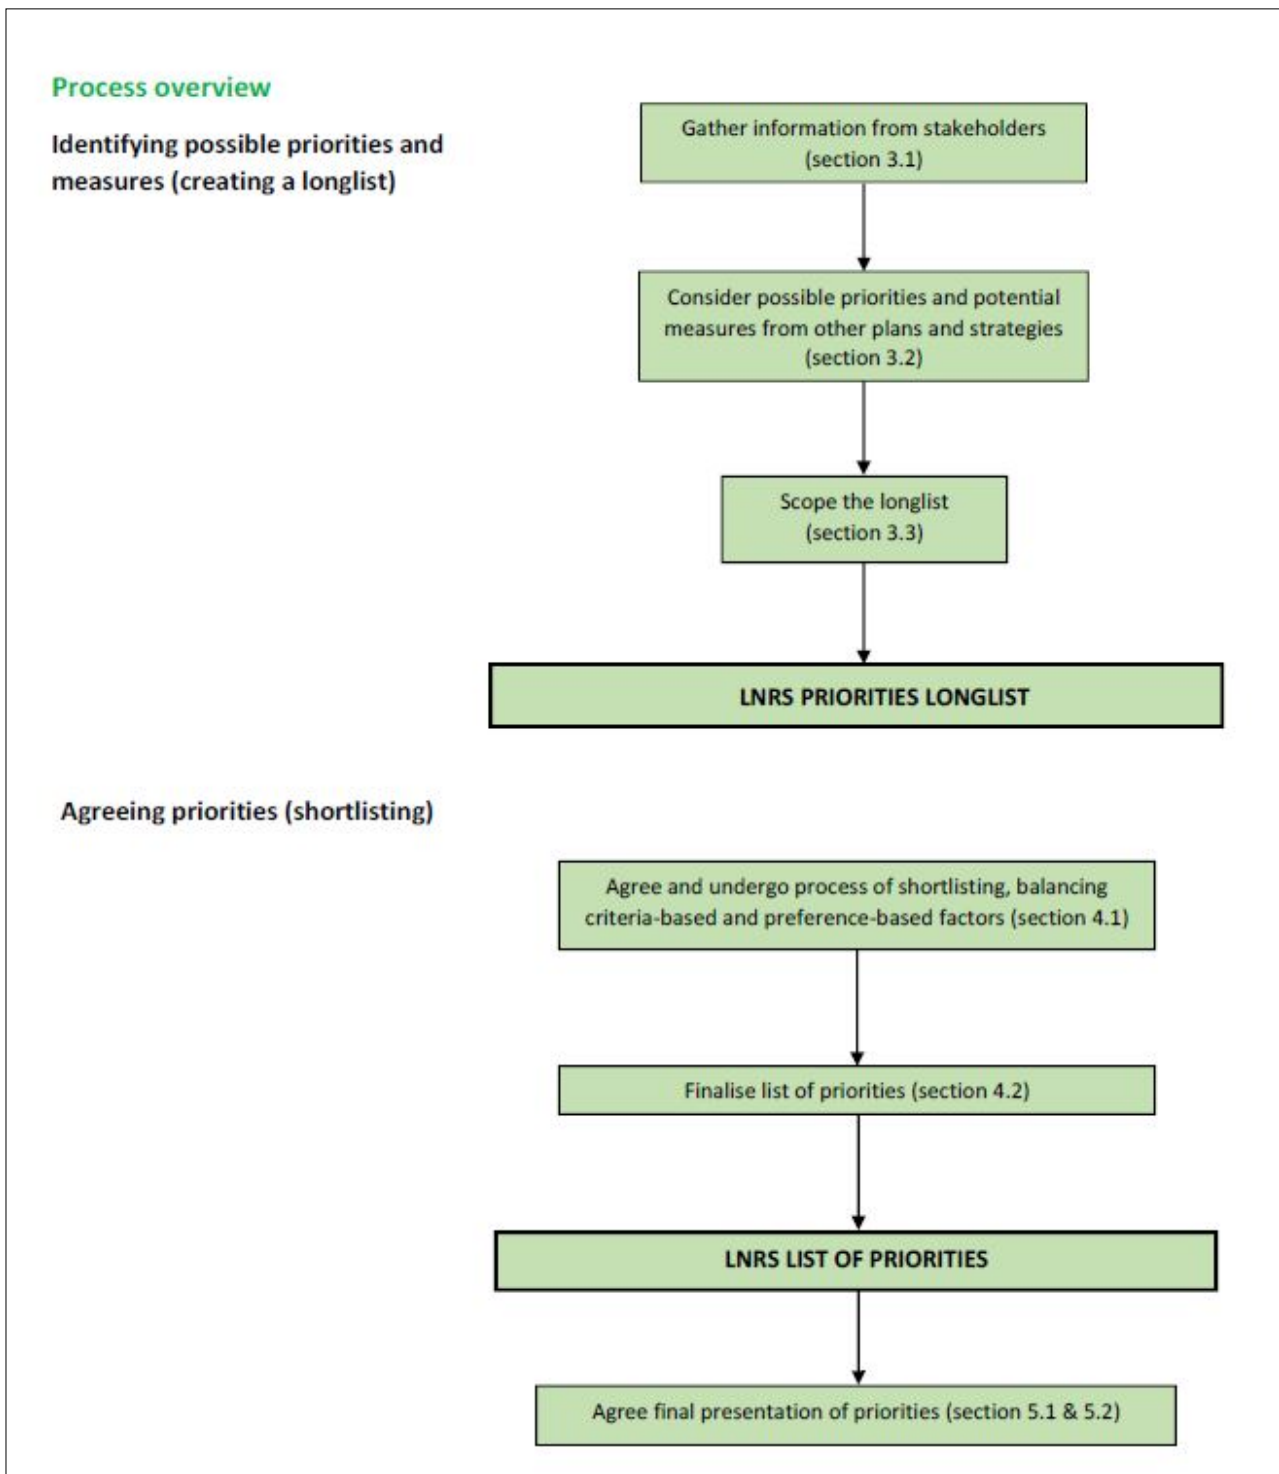 Process overview
Identifying possible priorities and
measures (creating a longlist)
Gather information from stakeholders
(section 3.1)
Consider possible priorities and potential
measures from other plans and strategies
(section 3.2)
Scope the longlist
(section 3.3)
LNRS PRIORITIES LONGLIST
Agreeing priorities (shortlisting)
Agree and undergo process of shortlisting, balancing
criteria-based and preference-based factors (section 4.1)
Finalise list of priorities (section 4.2)
LNRS LIST OF PRIORITIES
Agree final presentation of priorities (section 5.1 & 5.2)